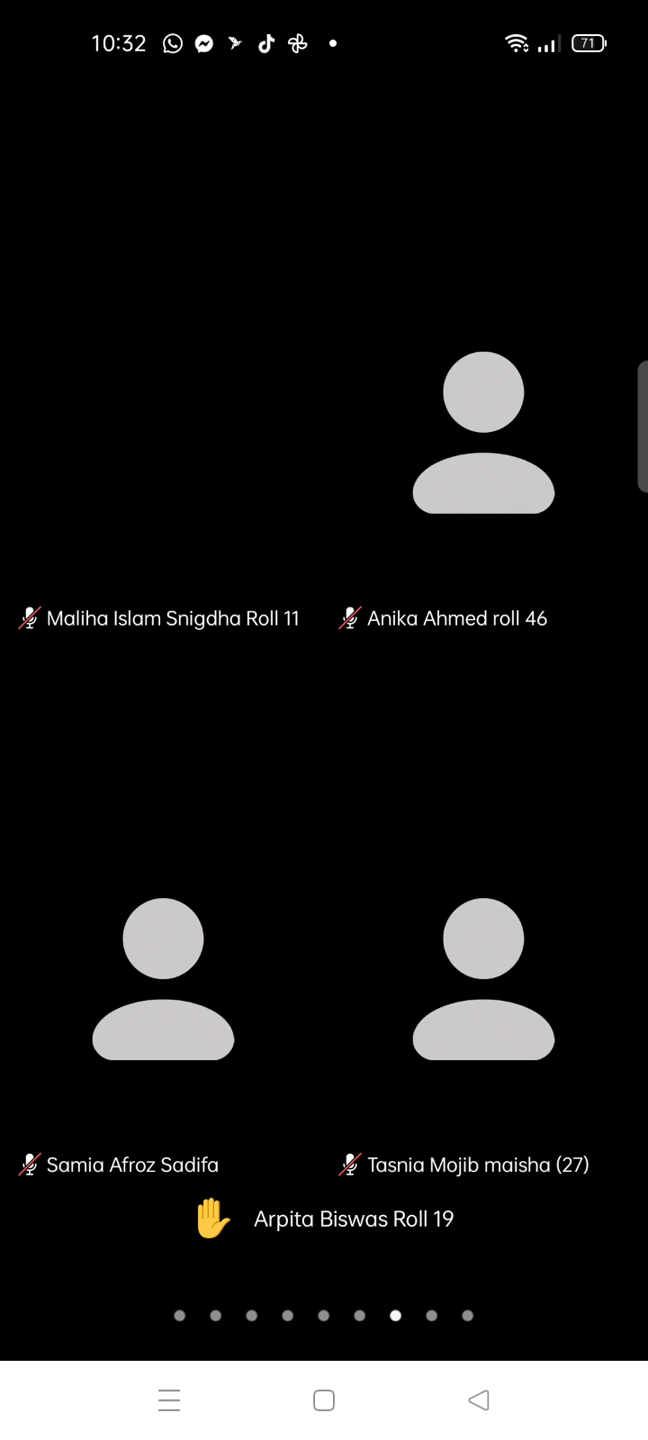 10:32
71
Maliha Islam Snigdha Roll 11
Anika Ahmed roll 46
Samia Afroz Sadifa
Tasnia Mojib maisha (27)
Arpita Biswas Roll 19